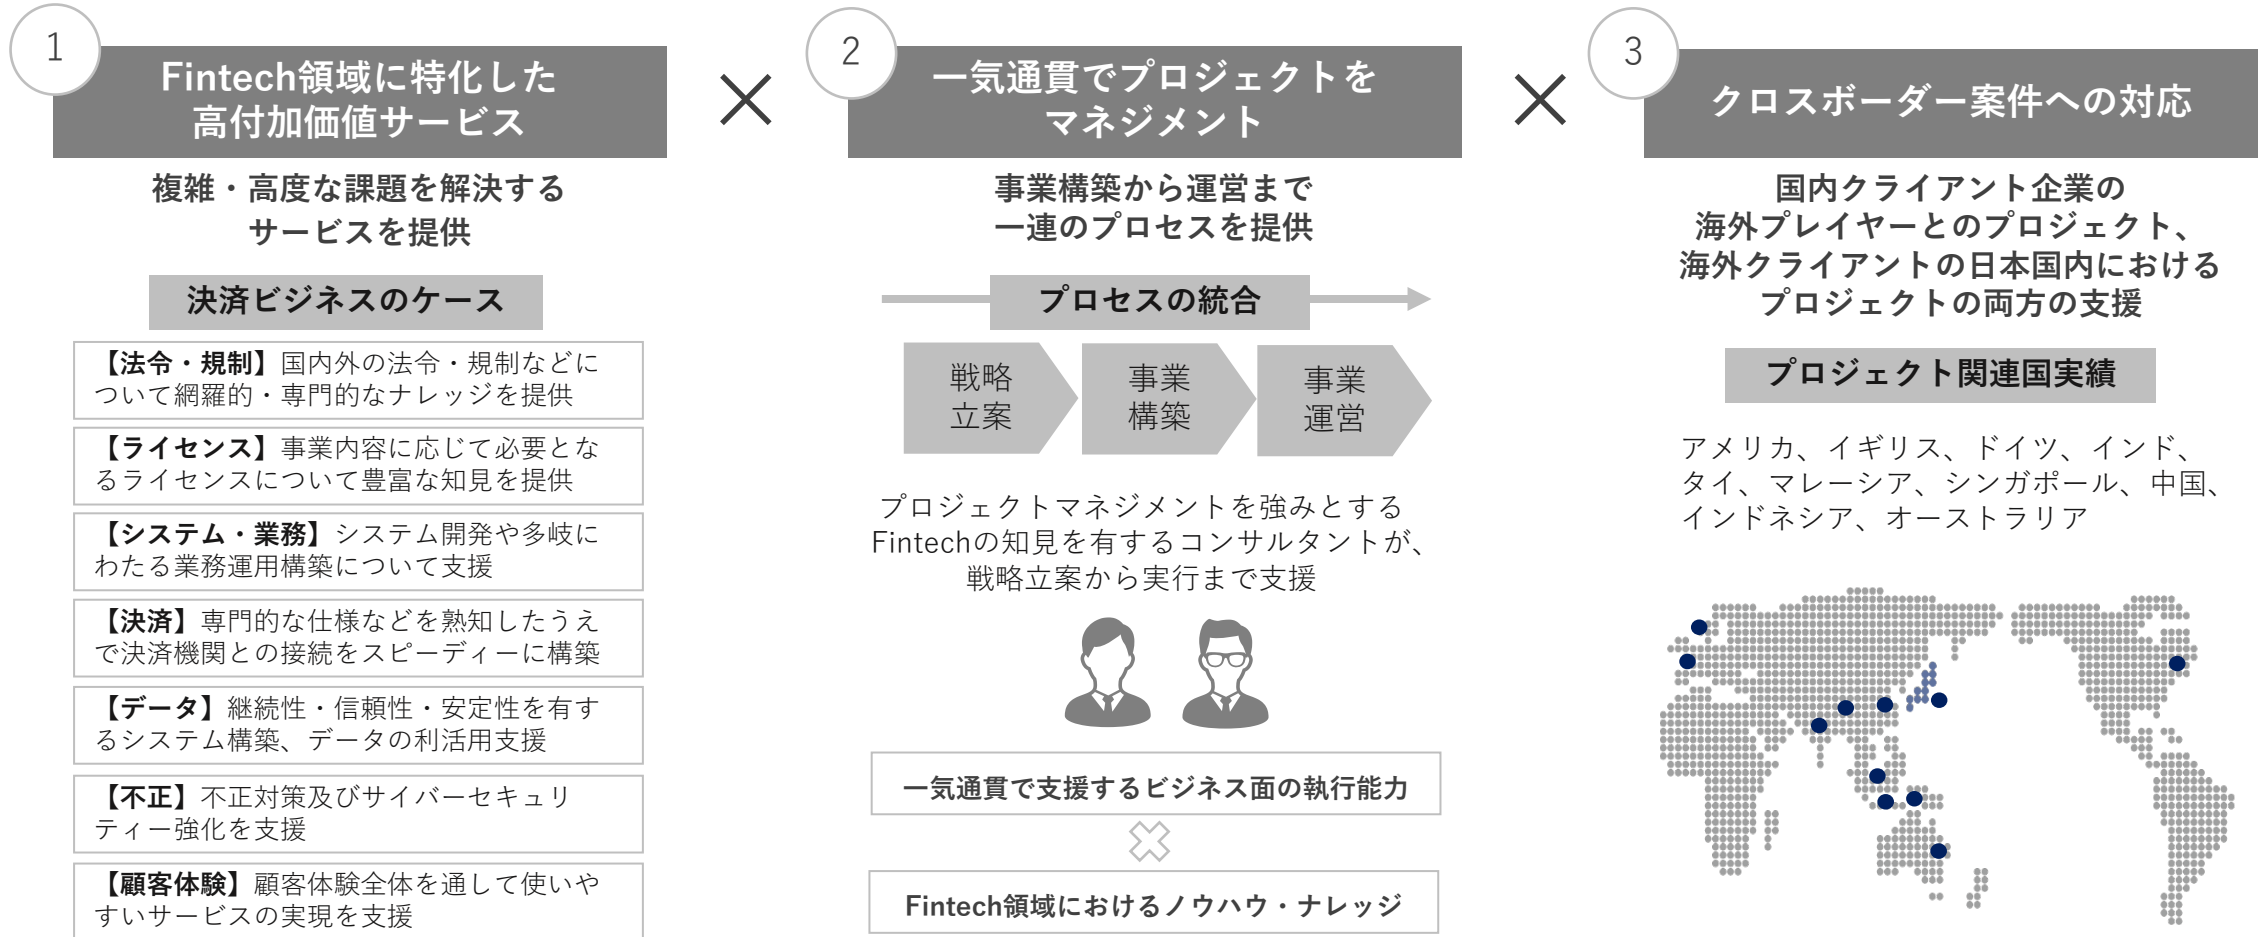 1
Fintech領域に特化した
高付加価値サービス
複雑・高度な課題を解決する
サービスを提供
決済ビジネスのケース
【法令・規制】国内外の法令・規制などに
ついて網羅的・専門的なナレッジを提供
【ライセンス】事業内容に応じて必要とな
るライセンスについて豊富な知見を提供
【システム・業務】システム開発や多岐に
わたる業務運用構築について支援
【決済】専門的な仕様などを熟知したうえ
で決済機関との接続をスピーディーに構築
【データ】継続性・信頼性・安定性を有す
るシステム構築、データの利活用支援
【不正】不正対策及びサイバーセキュリ
ティー強化を支援
【顧客体験】顧客体験全体を通して使いや
すいサービスの実現を支援
2
一気通貫でプロジェクトを
マネジメント
事業構築から運営まで
一連のプロセスを提供
プロセスの統合
戦略
立案
事業
構築
事業
運営
プロジェクトマネジメントを強みとする
Fintechの知見を有するコンサルタントが、
戦略立案から実行まで支援
一気通貫で支援するビジネス面の執行能力
Fintech領域におけるノウハウ・ナレッジ
3
クロスボーダー案件への対応
国内クライアント企業の
海外プレイヤーとのプロジェクト、
海外クライアントの日本国内における
プロジェクトの両方の支援
プロジェクト関連国実績
アメリカ、イギリス、ドイツ、インド、
タイ、マレーシア、シンガポール、中国、
インドネシア、オーストラリア